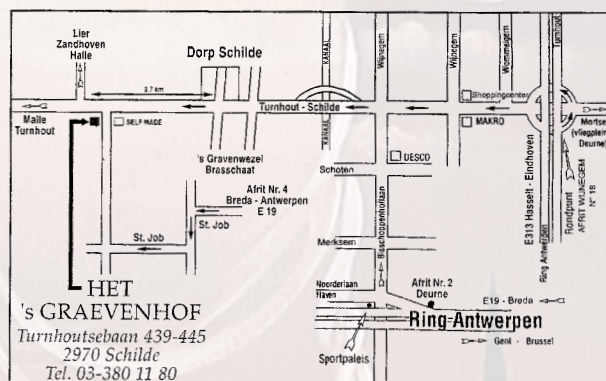 Lier
Zandhoven
Halle
Dorp Schilde
3.7 km
KANAAL
Wijnegem
Wijnegem
Wommelgem
Turnhout
Shoppingcenter
Turnhout - Schilde
Malle
Turnhout
SELF MADE
MAKRO
Mortsel
(vliegplein
Deurne)
's Gravenwezel
Brasschaat
KANAAL
DESCO
Schoten
Afrit Nr. 4
Breda - Antwerpen
E 19
St. Job
St. Job
Bisschoppenhoflaan
Merksem
E313 Hasselt - Eindhoven
Ring Antwerpen
Rondpunt
AFRIT WIJNEGEM
N° 18
Noorderlaan
Haven
Afrit Nr. 2
Deurne
E19 - Breda
Ring-Antwerpen
Gent - Brussel
Sportpaleis
HET
's GRAEVENHOF
Turnhoutsebaan 439-445
2970 Schilde
Tel. 03-380 11 80